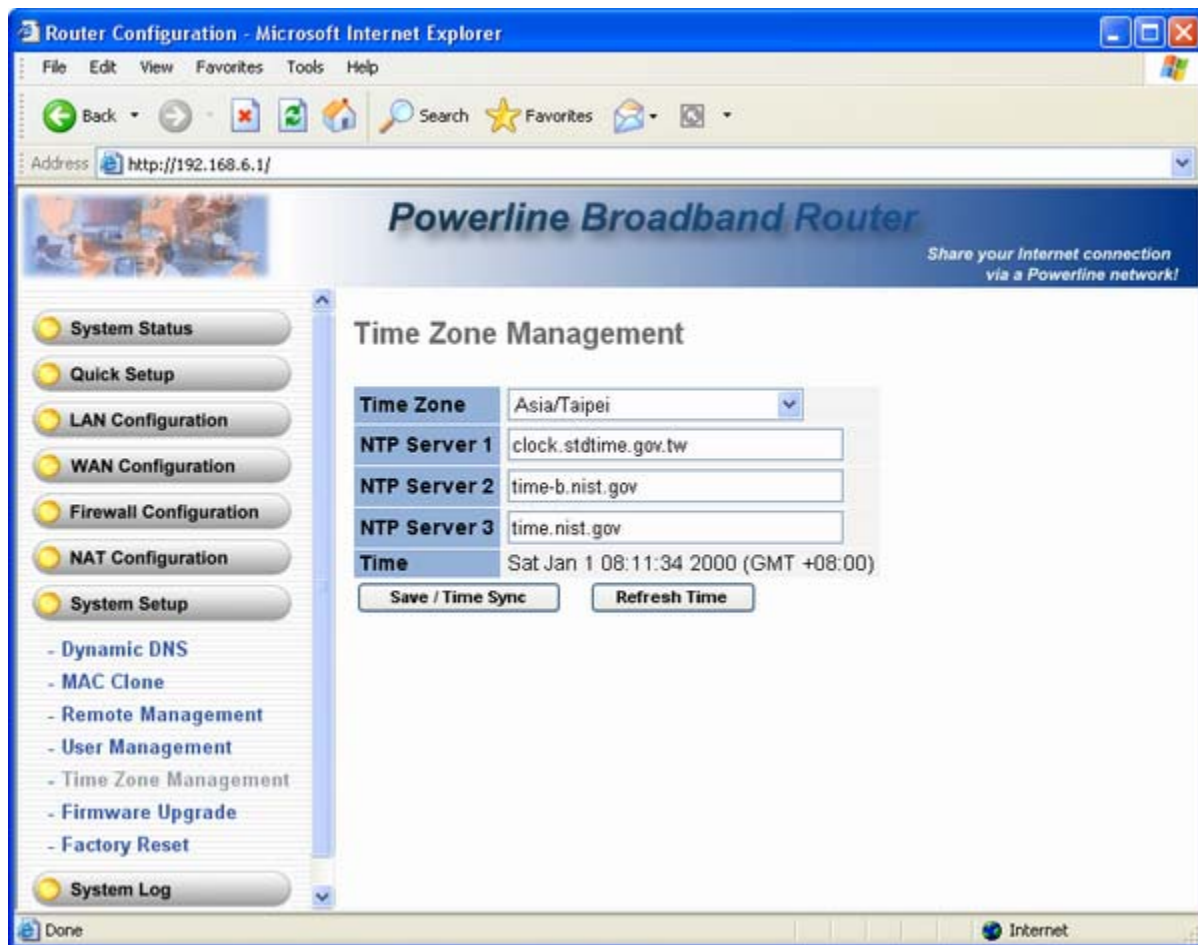 Router Configuration - Microsoft Internet Explorer
File Edit View Favorites Tools Help
Back Search Favorites
Address http://192.168.6.1/
Powerline Broadband Router
Share your Internet connection
via a Powerline network!
System Status
Quick Setup
LAN Configuration
WAN Configuration
Firewall Configuration
NAT Configuration
System Setup
- Dynamic DNS
- MAC Clone
- Remote Management
- User Management
- Time Zone Management
- Firmware Upgrade
- Factory Reset
System Log
Time Zone Management
Time Zone Asia/Taipei
NTP Server 1 clock.stdtime.gov.tw
NTP Server 2 time-b.nist.gov
NTP Server 3 time.nist.gov
Time Sat Jan 1 08:11:34 2000 (GMT +08:00)
Save / Time Sync Refresh Time
Done Internet